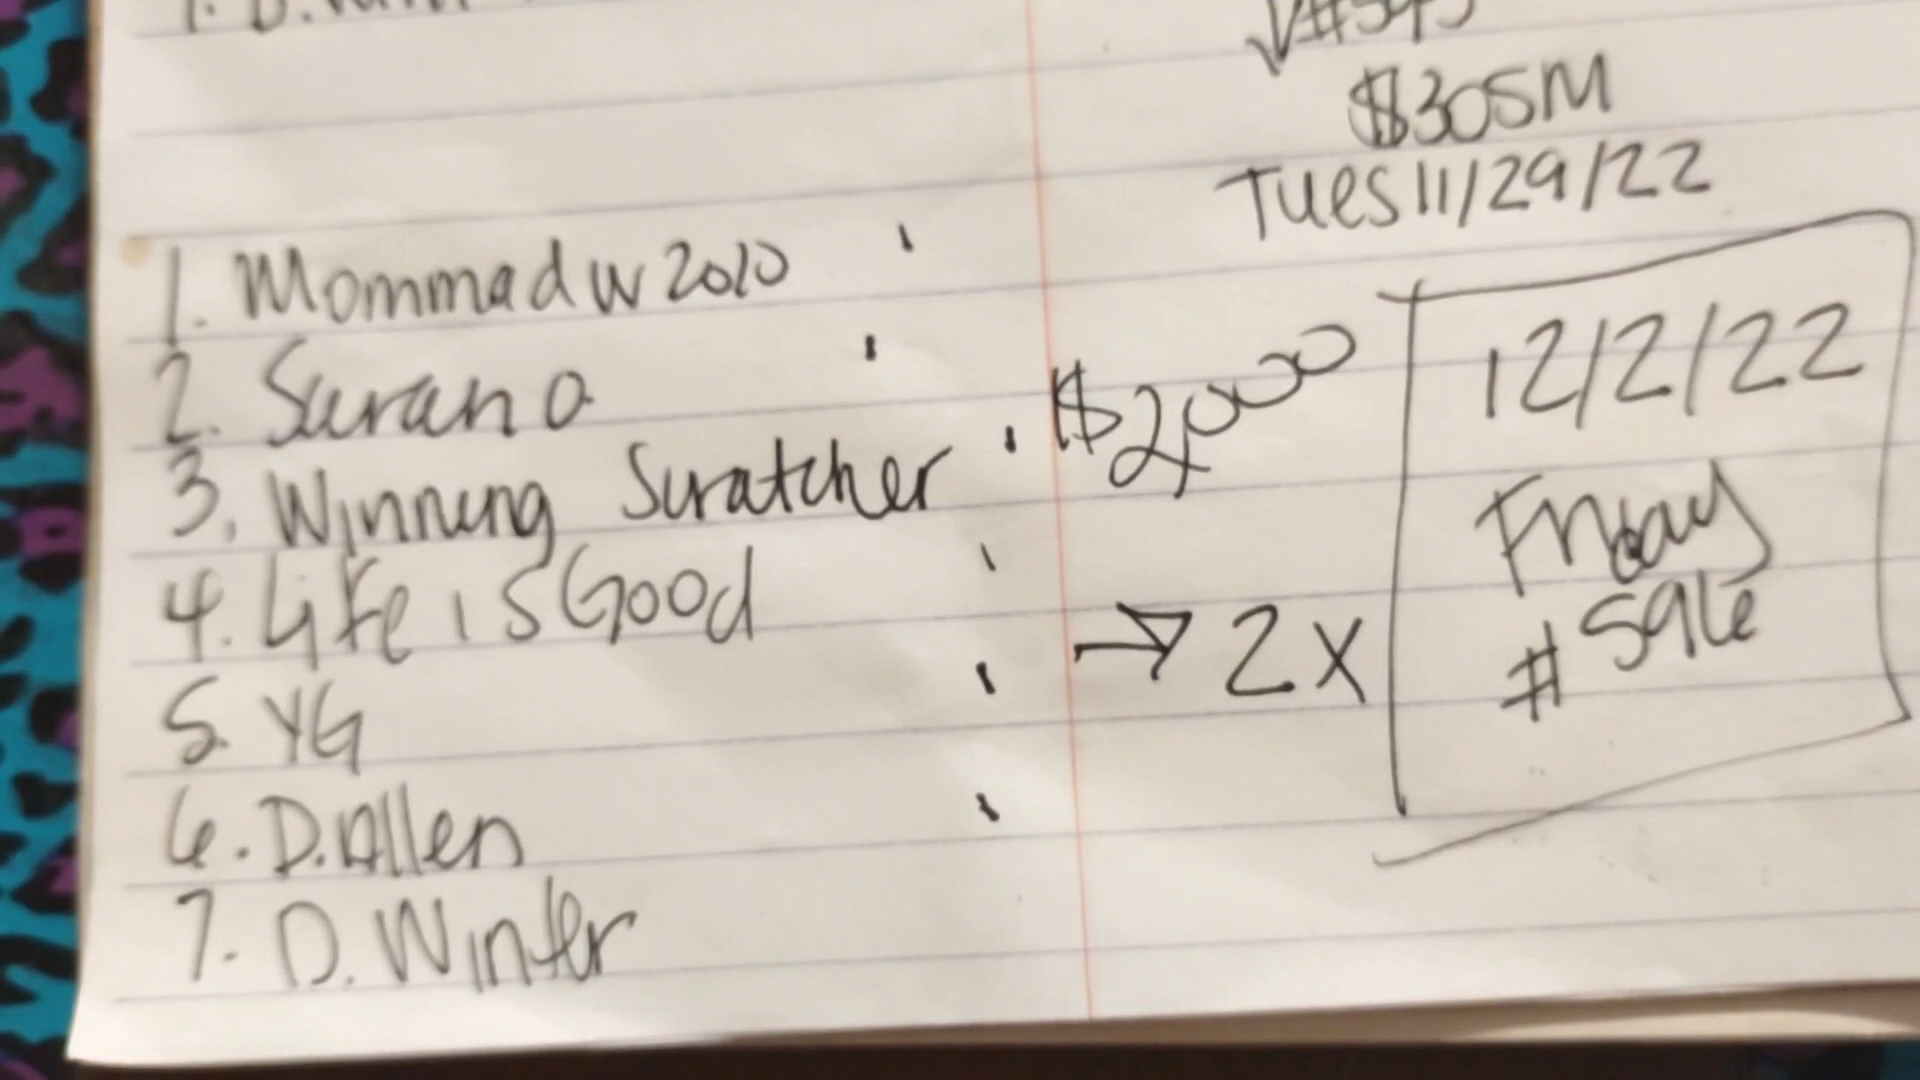 $305M
Tues 11/29/22
1. Mommadw2010
2. Suran O
3. Winning Scratcher $2,000
4. Life is Good
→ 2X
5. YG
6. D. Allen
7. D. Winter
12/2/22
Friday
# Sale